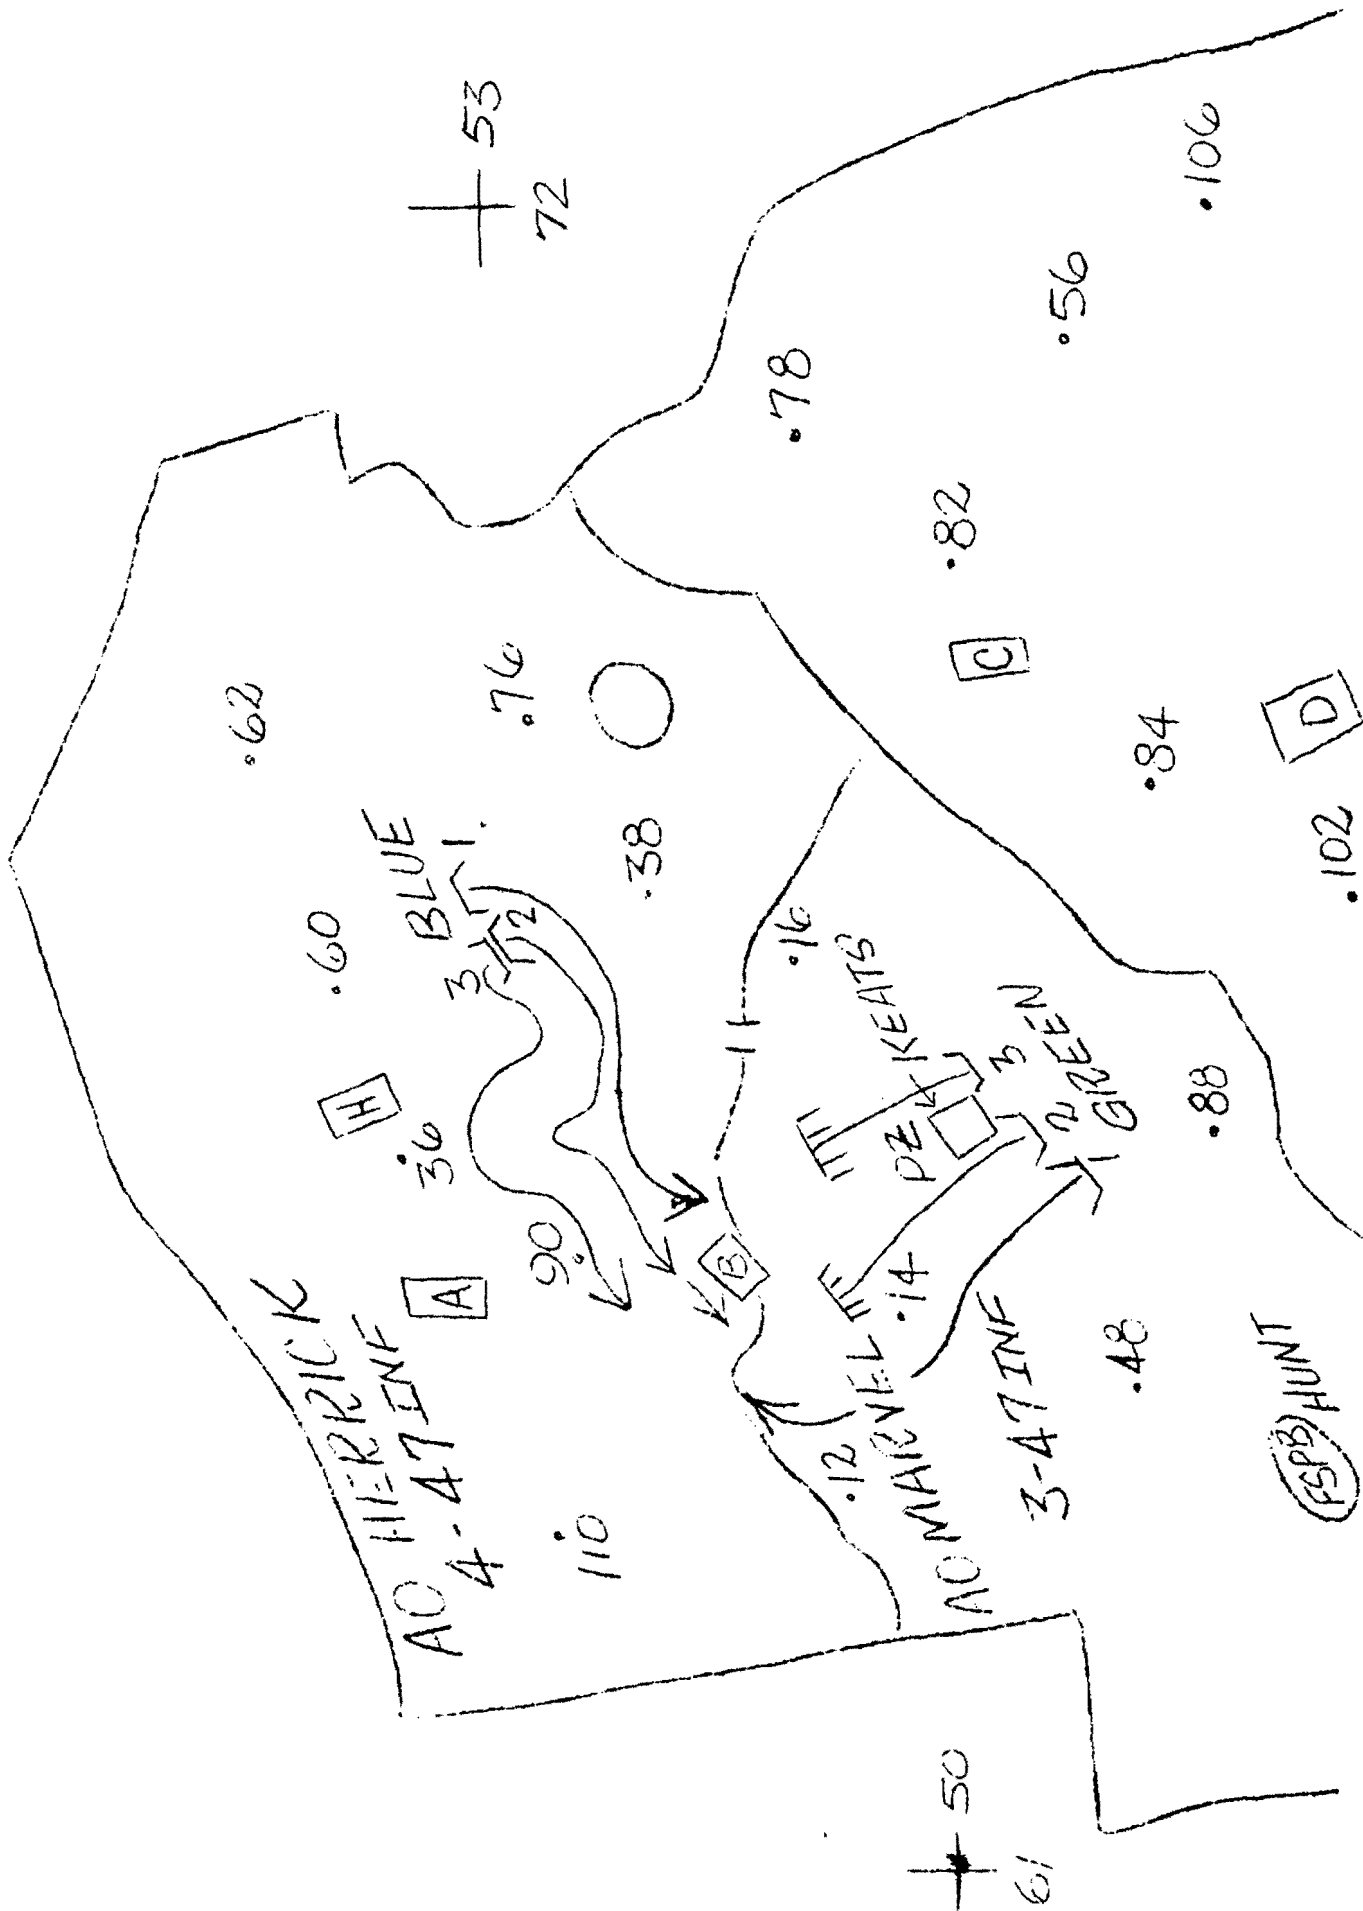 53
72
.62
.60
.76
H
36
BLUE
1.
2
3
.38
.78
.56
.106
.82
C
.84
D
.102
A
90
AO HERRICK
4-47 INF
110
B
11
.16
KEATS
PZ
3
2
1
GREEN
.88
.14
.12
AO MARVEL
3-47 INF
.48
FSPB HUNT
50
61